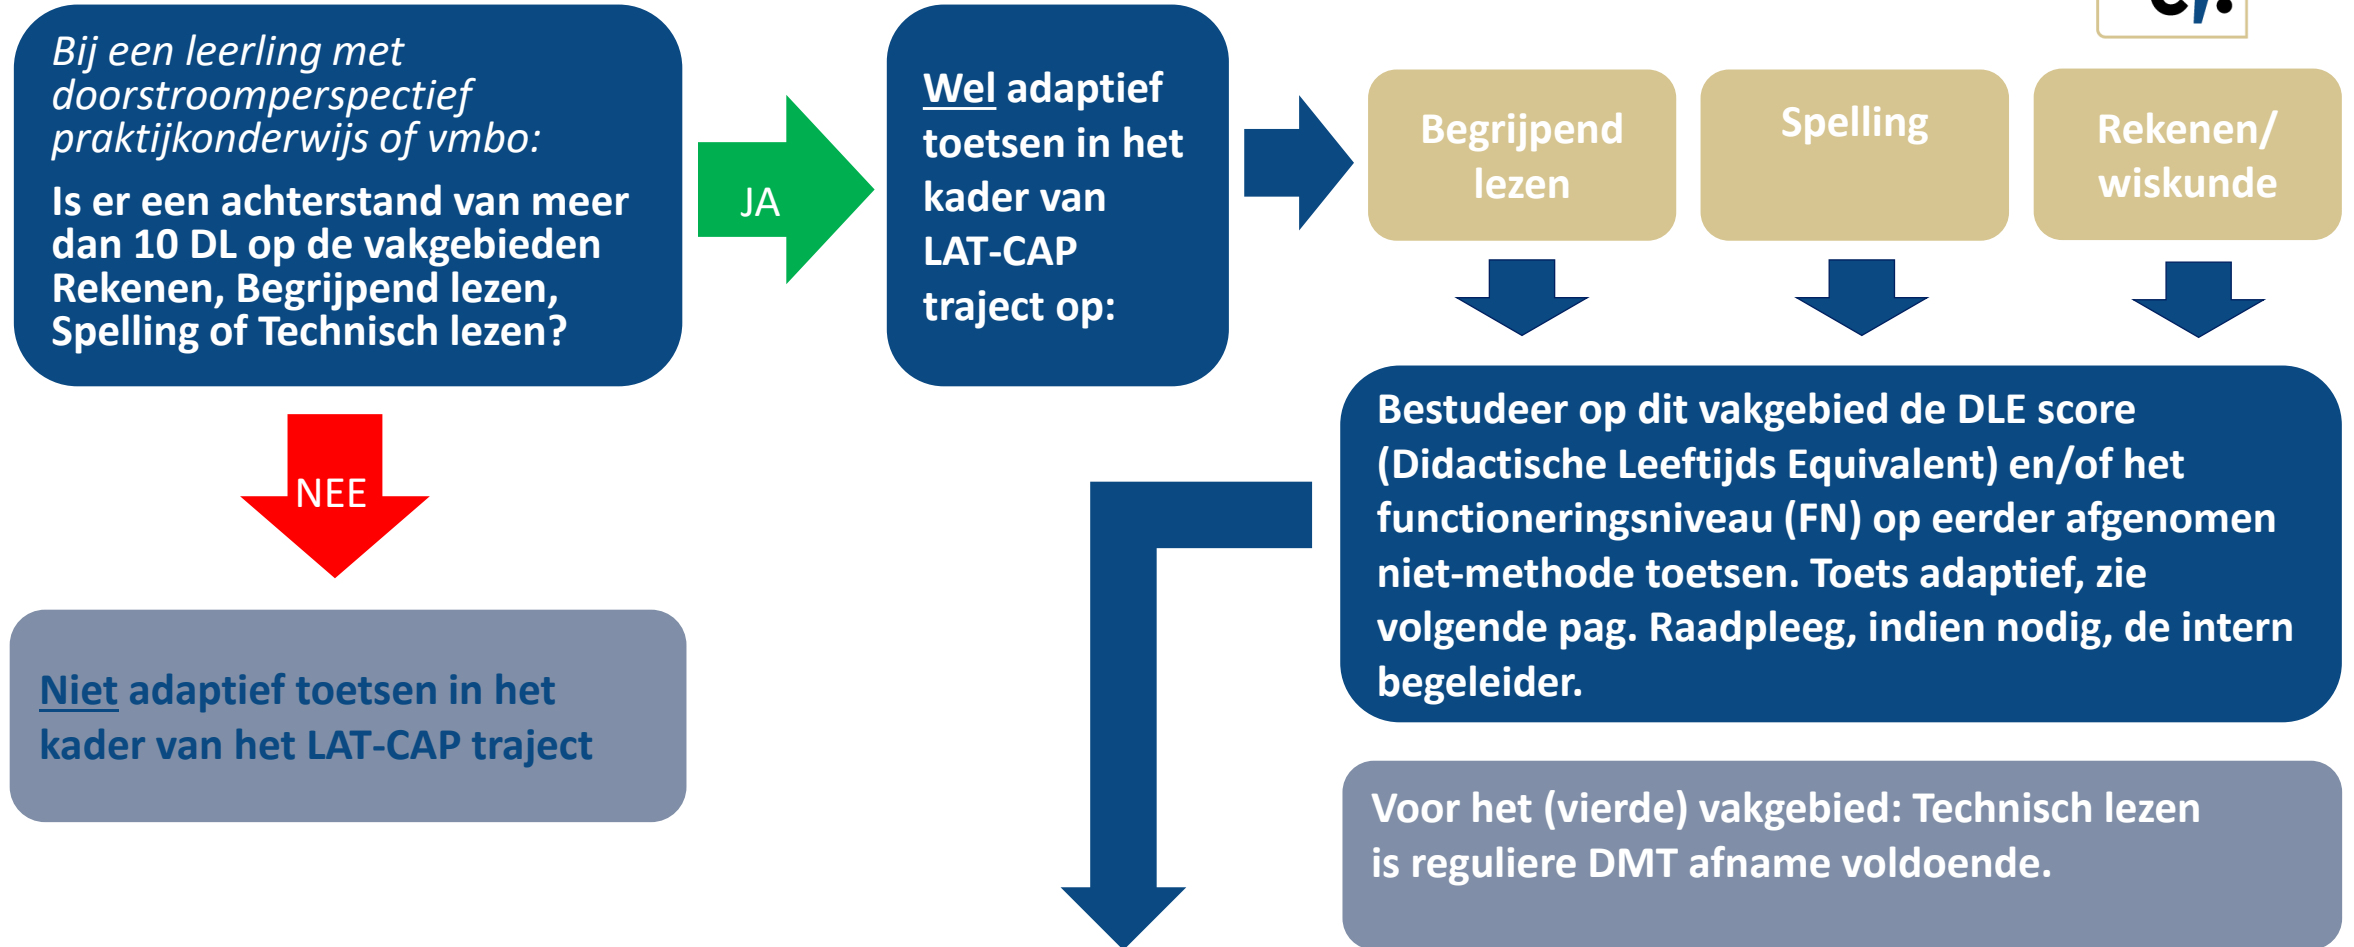 Bij een leerling met
doorstroomperspectief
praktijkonderwijs of vmbo:
Is er een achterstand van meer
dan 10 DL op de vakgebieden
Rekenen, Begrijpend lezen,
Spelling of Technisch lezen?
JA
Wel adaptief
toetsen in het
kader van
LAT-CAP
traject op:
Begrijpend
lezen
Spelling
Rekenen/
wiskunde
NEE
Niet adaptief toetsen in het
kader van het LAT-CAP traject
Bestudeer op dit vakgebied de DLE score
(Didactische Leeftijds Equivalent) en/of het
functioneringsniveau (FN) op eerder afgenomen
niet-methode toetsen. Toets adaptief, zie
volgende pag. Raadpleeg, indien nodig, de intern
begeleider.
Voor het (vierde) vakgebied: Technisch lezen
is reguliere DMT afname voldoende.